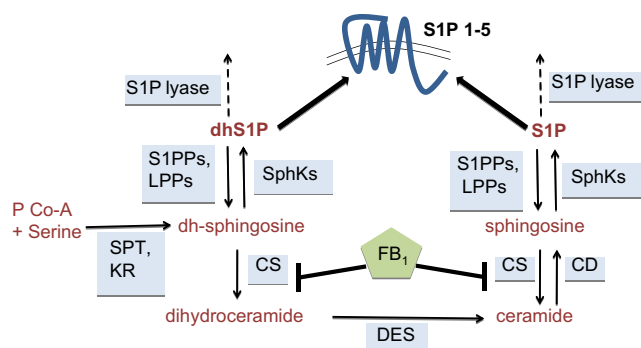 S1P 1-5
S1P lyase
S1P lyase
dhS1P
S1P
S1PPs,
LPPs
SphKs
S1PPs,
LPPs
SphKs
P Co-A
+ Serine
dh-sphingosine
sphingosine
SPT,
KR
CS
FB1
CS
CD
dihydroceramide
ceramide
DES